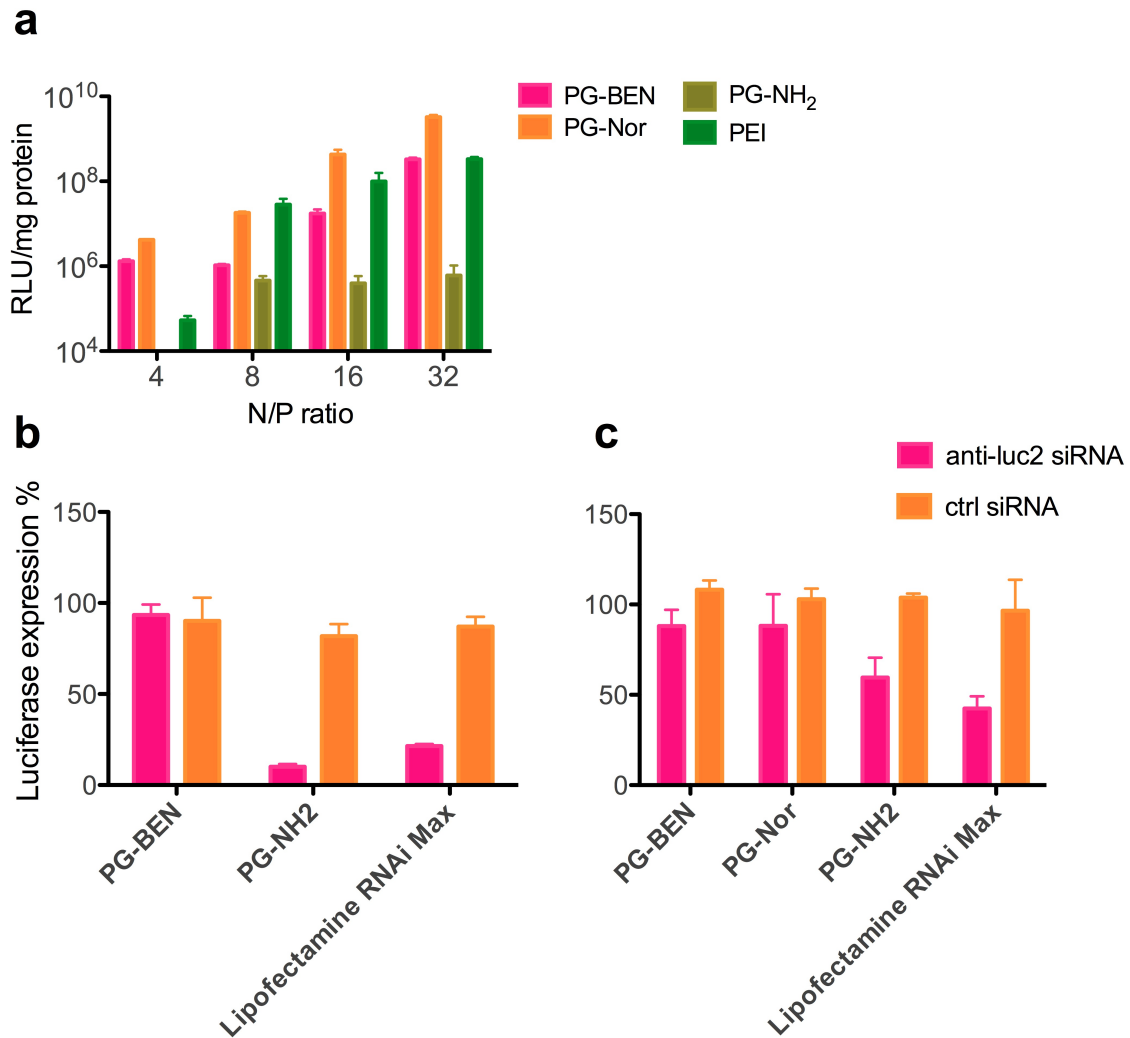 a
RLU/mg protein
10^10
10^8
10^6
10^4
4 8 16 32
N/P ratio
PG-BEN
PG-Nor
PG-NH₂
PEI
b
Luciferase expression %
150
100
50
0
PG-BEN
PG-NH2
Lipofectamine RNAi Max
c
anti-luc2 siRNA
ctrl siRNA
150
100
50
0
PG-BEN
PG-Nor
PG-NH2
Lipofectamine RNAi Max